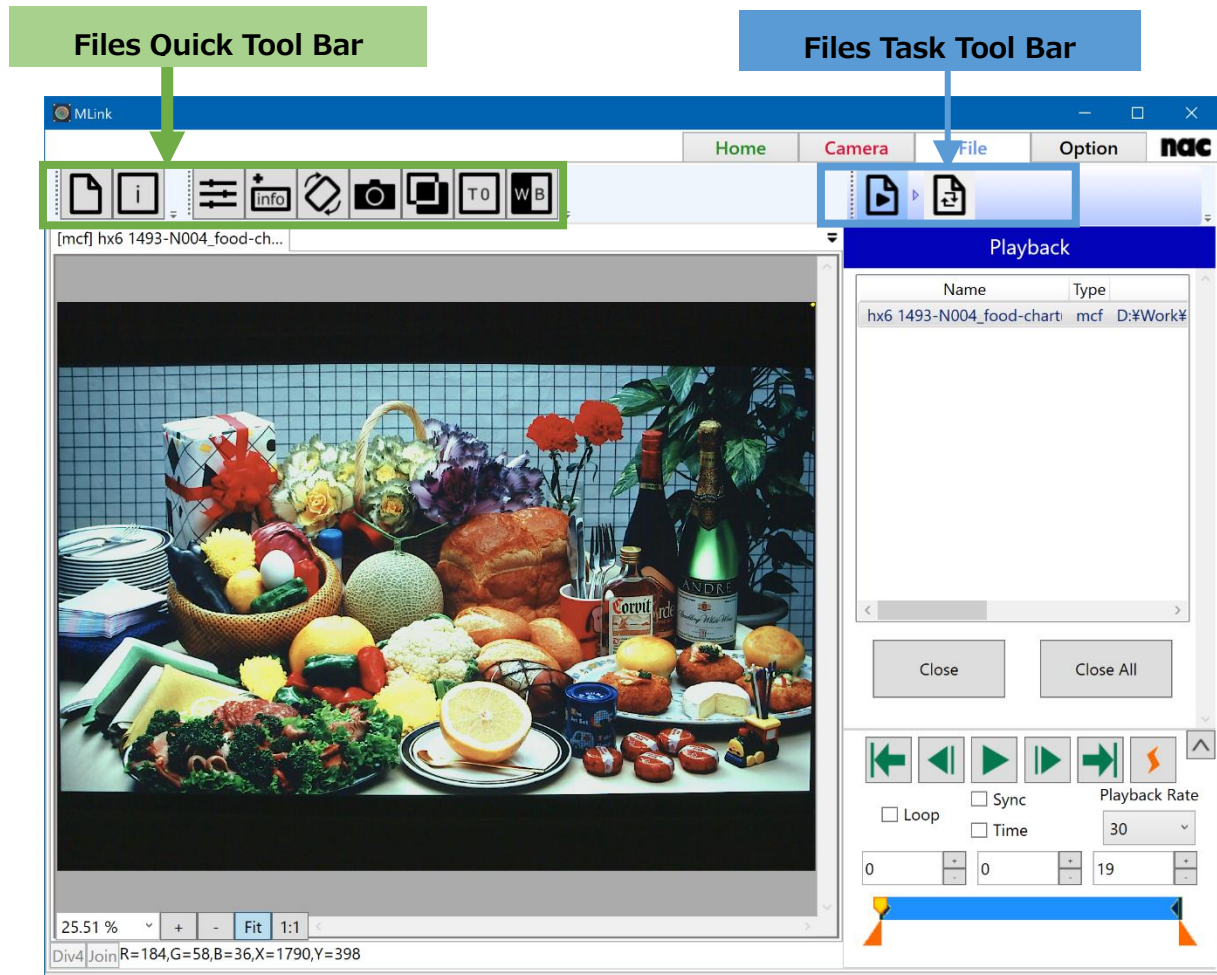 Files Ouick Tool Bar
Files Task Tool Bar
MLink
Home Camera File Option nac
i info T0 W B
[mcf] hx6 1493-N004_food-ch...
Playback
Name Type
hx6 1493-N004_food-chart mcf D:¥Work¥
Corvit
ANDRE
Close Close All
Loop
Sync
Time
Playback Rate
30
0 0 19
25.51 % + - Fit 1:1
Div4 Join R=184,G=58,B=36,X=1790,Y=398